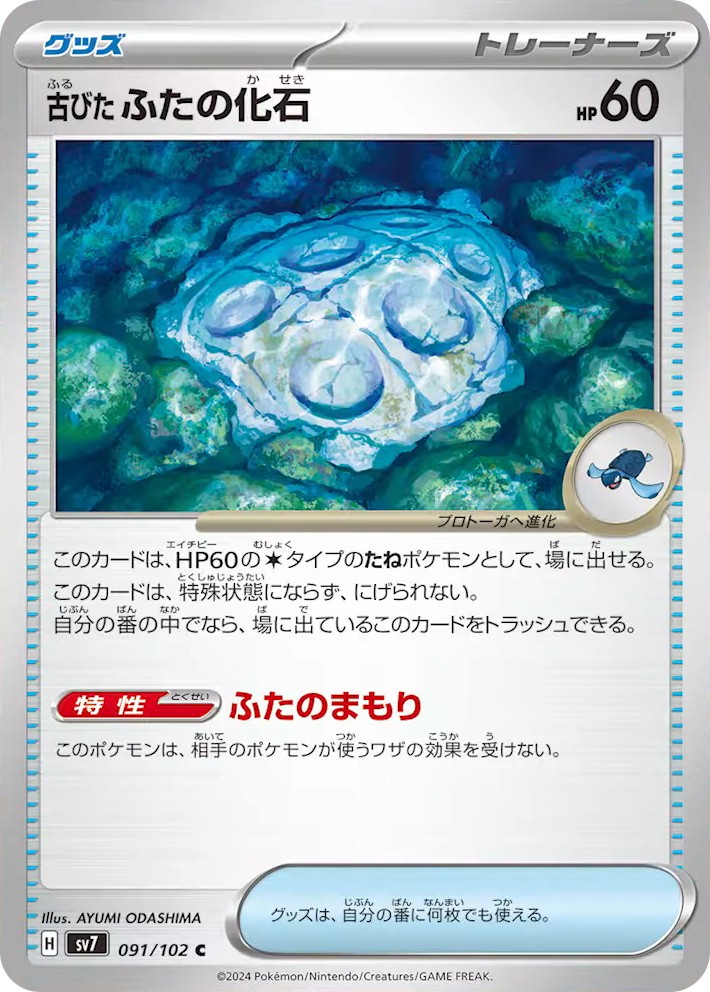 グッズ
トレーナーズ
古びた ふたの化石
ふる
か せき
HP60
プロトーガへ進化
エイチピー むしょく ば だ
このカードは、HP60のタイプのたねポケモンとして、場に出せる。
とくしゅじょうたい
このカードは、特殊状態にならず、にげられない。
じぶん ばん なか ば で
自分の番の中でなら、場に出ているこのカードをトラッシュできる。
特性 とくせい ふたのまもり
あいて つか こうか う
このポケモンは、相手のポケモンが使うワザの効果を受けない。
Illus. AYUMI ODASHIMA
じぶん ばん なんまい つか
グッズは、自分の番に何枚でも使える。
H sv7 091/102 C
©2024 Pokémon/Nintendo/Creatures/GAME FREAK.